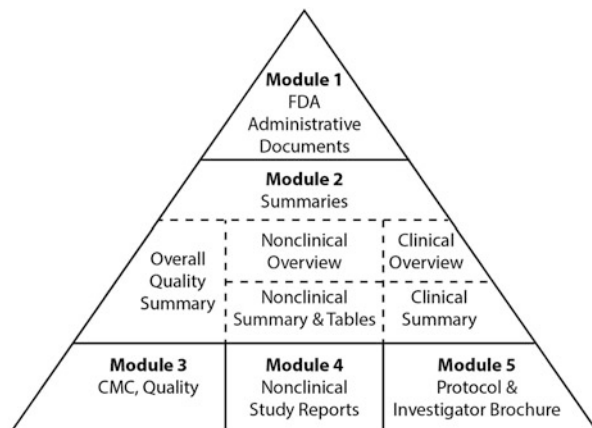 Module 1
FDA
Administrative
Documents
Module 2
Summaries
Overall
Quality
Summary
Nonclinical
Overview
Clinical
Overview
Nonclinical
Summary & Tables
Clinical
Summary
Module 3
CMC, Quality
Module 4
Nonclinical
Study Reports
Module 5
Protocol &
Investigator Brochure